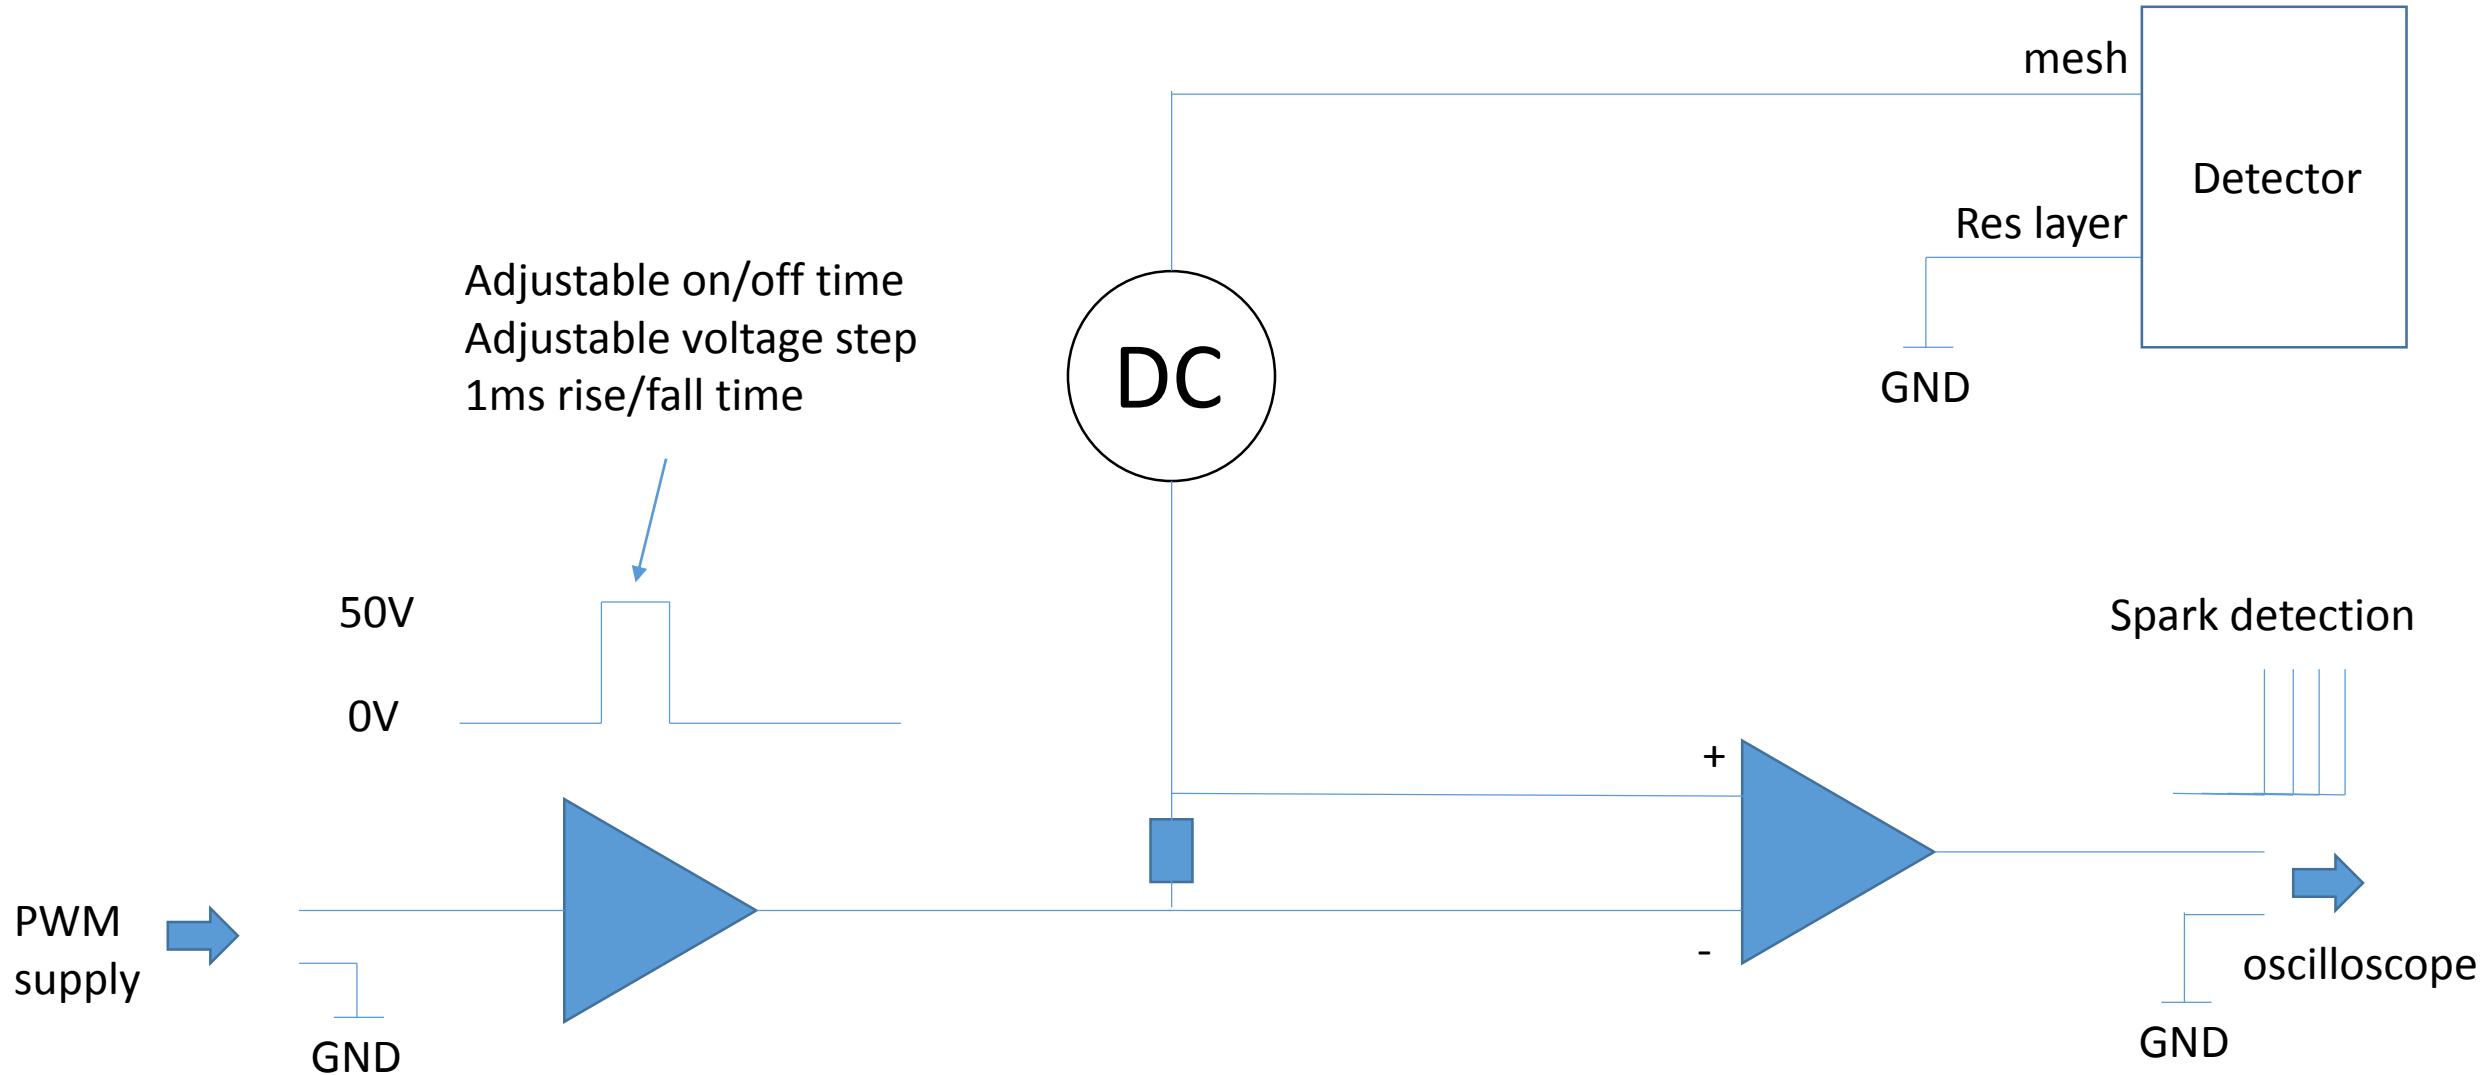 mesh
Detector
Res layer
GND
Adjustable on/off time
Adjustable voltage step
1ms rise/fall time
DC
50V
0V
Spark detection
+
-
PWM
supply
GND
oscilloscope
GND